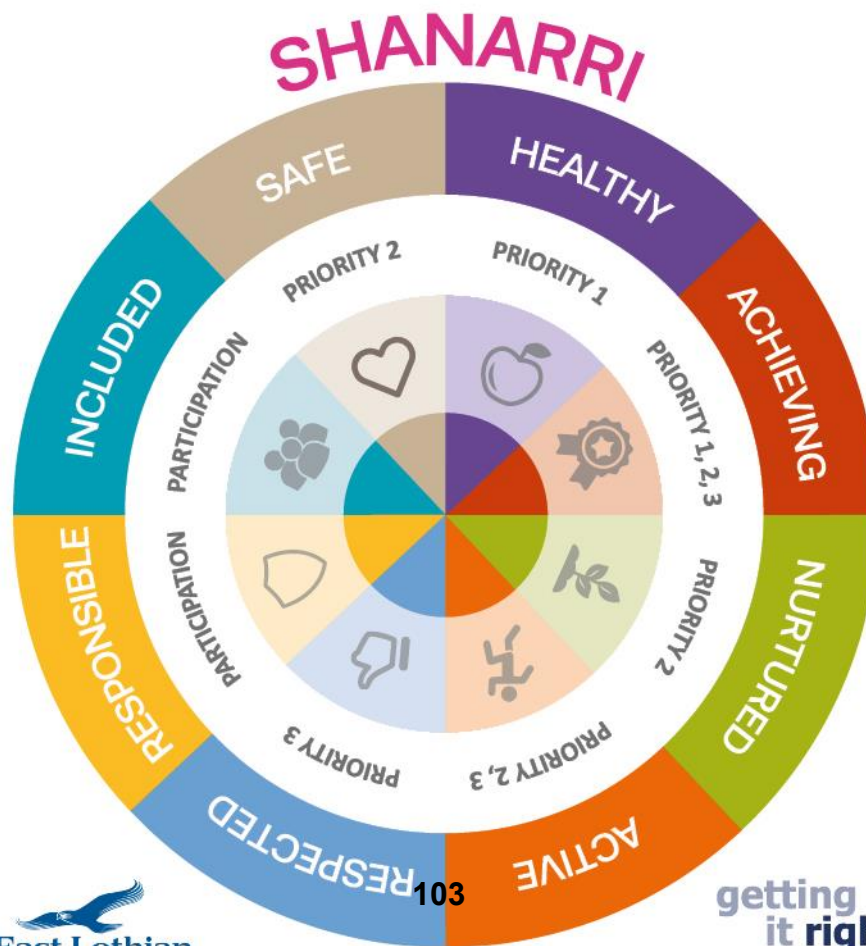 SHANARRI
SAFE
HEALTHY
ACHIEVING
NURTURED
ACTIVE
RESPECTED
RESPONSIBLE
INCLUDED
PRIORITY 2
PRIORITY 1
PRIORITY 1, 2, 3
PRIORITY 2
PRIORITY 2, 3
PRIORITY 3
PARTICIPATION
PARTICIPATION
103
East Lothian
getting
it